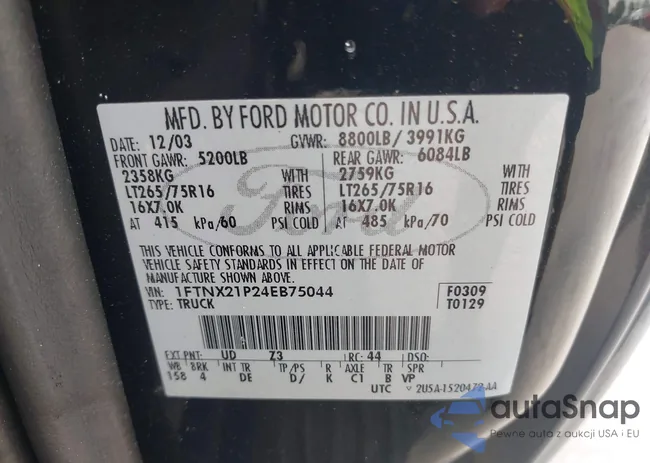 MFD. BY FORD MOTOR CO. IN U.S.A.
DATE: 12/03 GVWR: 8800LB/ 3991KG
FRONT GAWR: 5200LB REAR GAWR: 6084LB
2358KG WITH 2759KG WITH
LT265/75R16 TIRES LT265/75R16 TIRES
16X7.0K RIMS 16X7.0K RIMS
AT 415 kPa/60 PSI COLD AT 485 kPa/70 PSI COLD
THIS VEHICLE CONFORMS TO ALL APPLICABLE FEDERAL MOTOR
VEHICLE SAFETY STANDARDS IN EFFECT ON THE DATE OF
MANUFACTURE SHOWN ABOVE.
VIN: 1FTNX21P24EB75044 F0309
TYPE: TRUCK T0129
EXT PNT: UD Z3 RC: 44 DSO:
WB BRK INT TR TP/PS R AXLE TR SPR
158 4 DE D/ K C1 B VP
UTC
Ford
autoSnap
Pewne auto z aukcji USA i EU